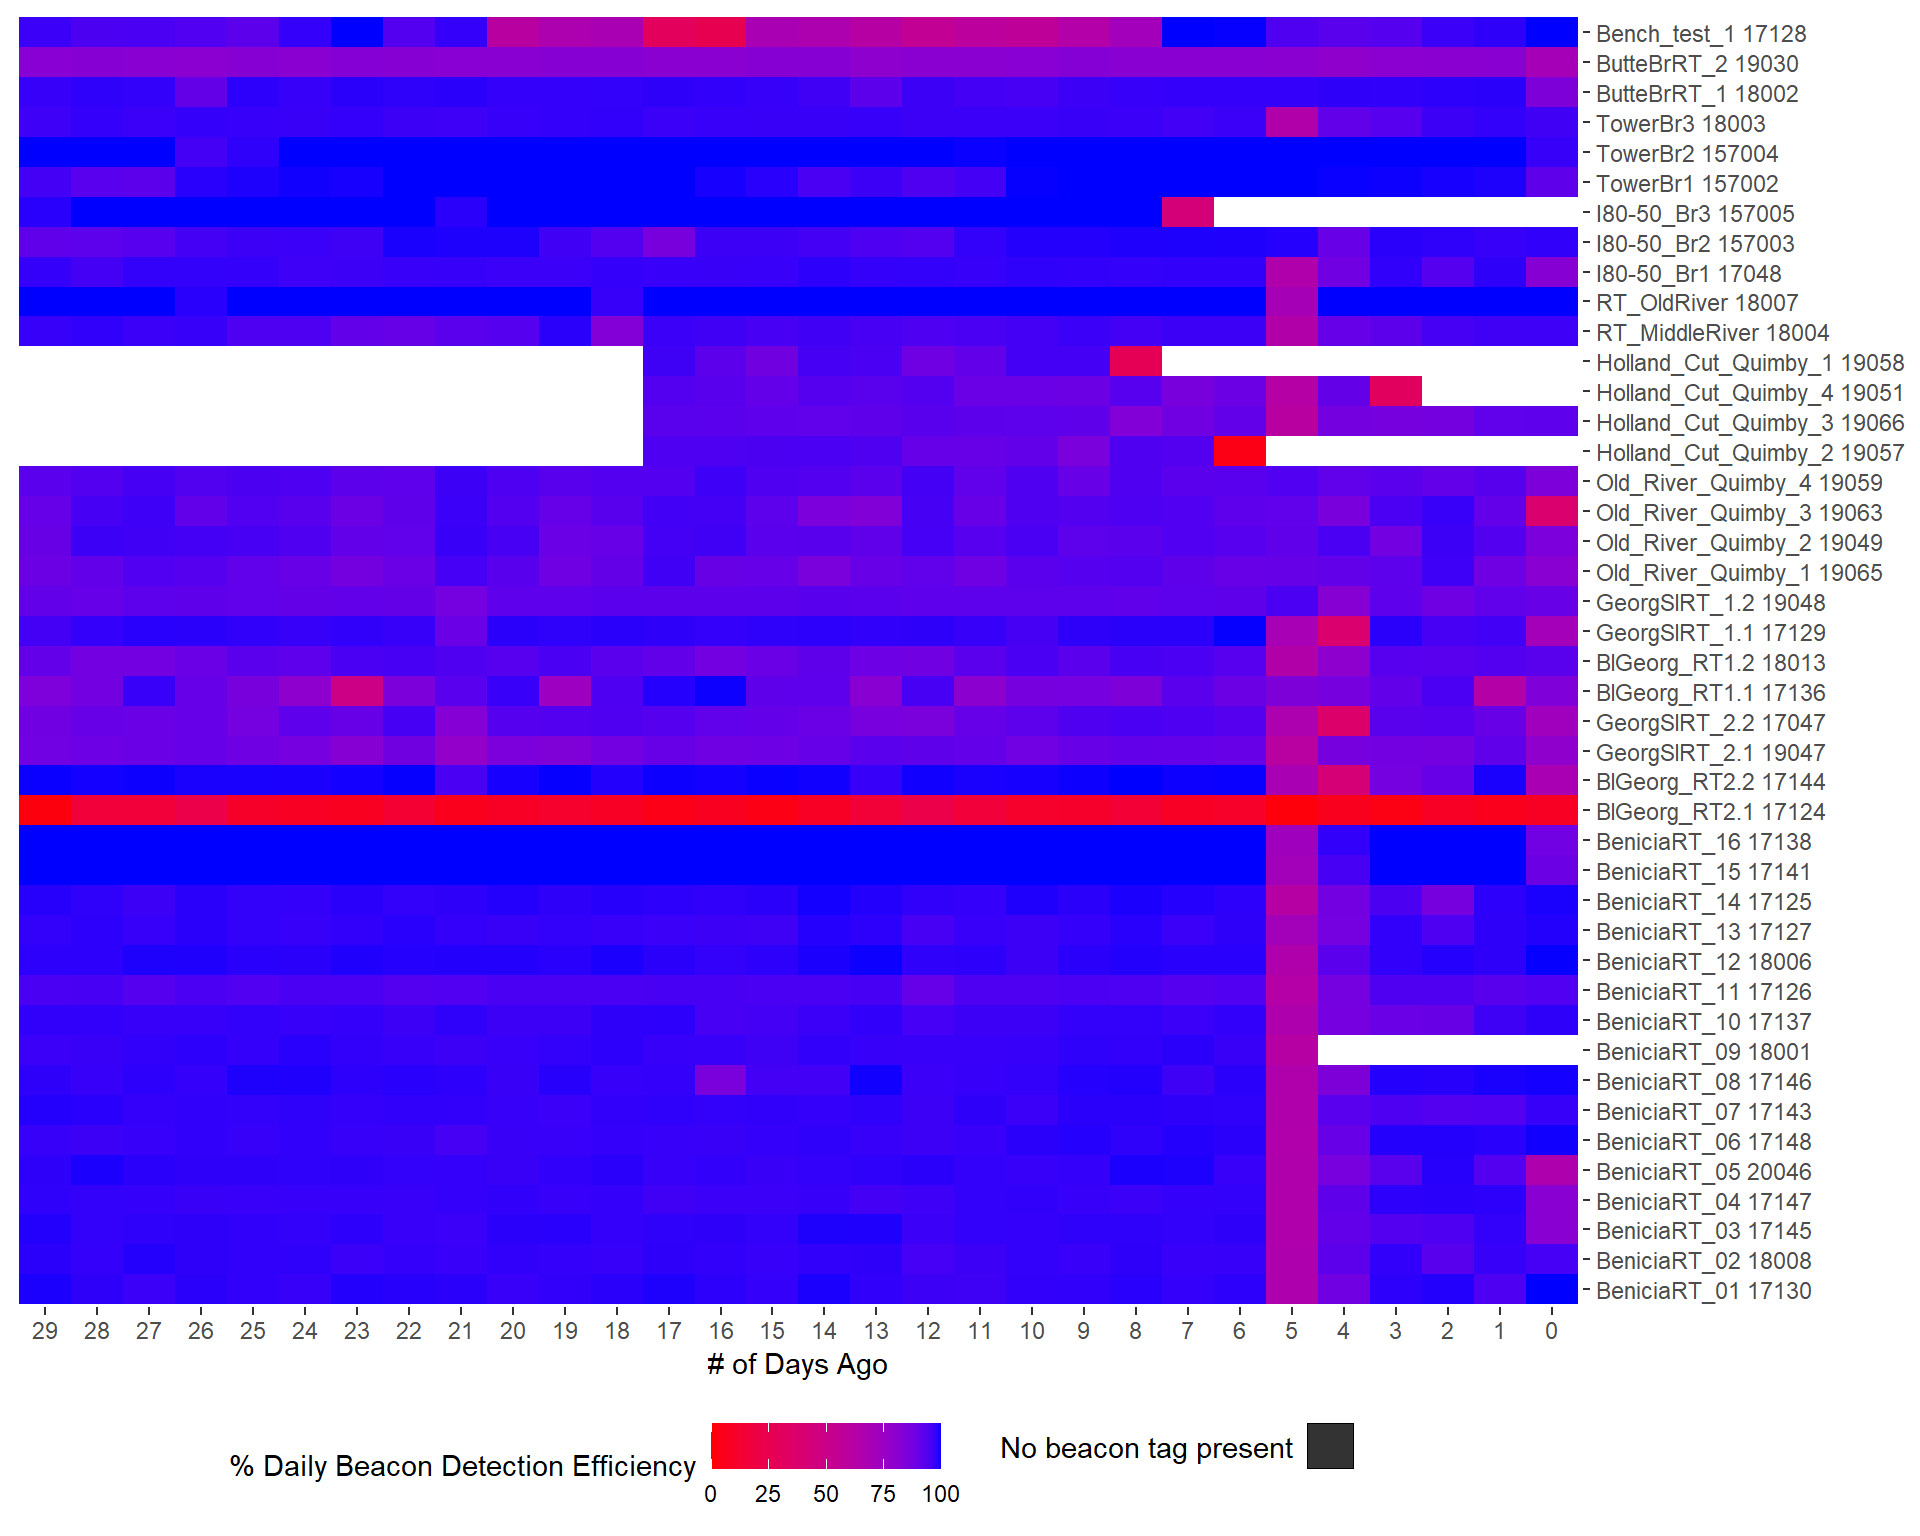 Bench_test_1 17128
ButteBrRT_2 19030
ButteBrRT_1 18002
TowerBr3 18003
TowerBr2 157004
TowerBr1 157002
I80-50_Br3 157005
I80-50_Br2 157003
I80-50_Br1 17048
RT_OldRiver 18007
RT_MiddleRiver 18004
Holland_Cut_Quimby_1 19058
Holland_Cut_Quimby_4 19051
Holland_Cut_Quimby_3 19066
Holland_Cut_Quimby_2 19057
Old_River_Quimby_4 19059
Old_River_Quimby_3 19063
Old_River_Quimby_2 19049
Old_River_Quimby_1 19065
GeorgSlRT_1.2 19048
GeorgSlRT_1.1 17129
BlGeorg_RT1.2 18013
BlGeorg_RT1.1 17136
GeorgSlRT_2.2 17047
GeorgSlRT_2.1 19047
BlGeorg_RT2.2 17144
BlGeorg_RT2.1 17124
BeniciaRT_16 17138
BeniciaRT_15 17141
BeniciaRT_14 17125
BeniciaRT_13 17127
BeniciaRT_12 18006
BeniciaRT_11 17126
BeniciaRT_10 17137
BeniciaRT_09 18001
BeniciaRT_08 17146
BeniciaRT_07 17143
BeniciaRT_06 17148
BeniciaRT_05 20046
BeniciaRT_04 17147
BeniciaRT_03 17145
BeniciaRT_02 18008
BeniciaRT_01 17130
29 28 27 26 25 24 23 22 21 20 19 18 17 16 15 14 13 12 11 10 9 8 7 6 5 4 3 2 1 0
# of Days Ago
% Daily Beacon Detection Efficiency
0 25 50 75 100
No beacon tag present